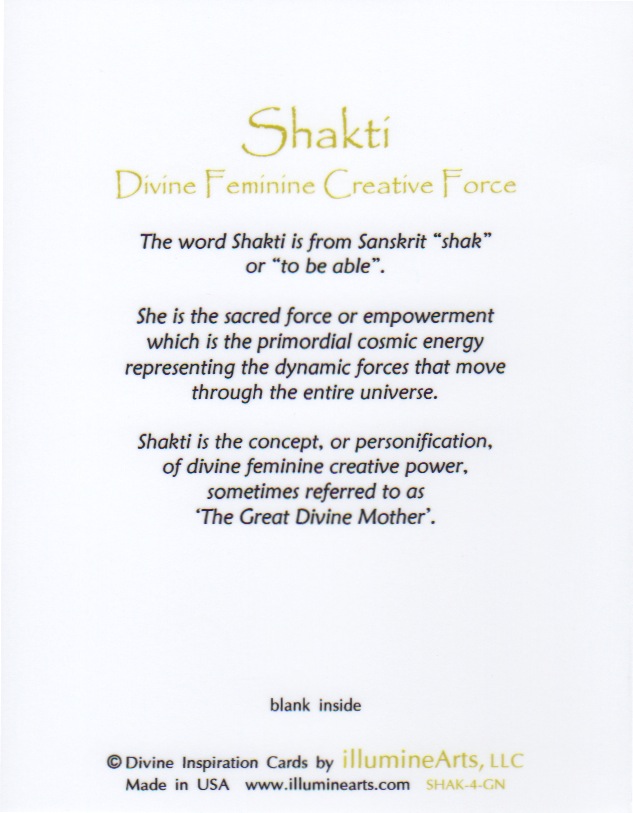 Shakti
Divine Feminine Creative Force
The word Shakti is from Sanskrit “shak”
or “to be able”.
She is the sacred force or empowerment
which is the primordial cosmic energy
representing the dynamic forces that move
through the entire universe.
Shakti is the concept, or personification,
of divine feminine creative power,
sometimes referred to as
‘The Great Divine Mother’.
blank inside
© Divine Inspiration Cards by illumineArts, LLC
Made in USA www.illuminearts.com SHAK-4-GN